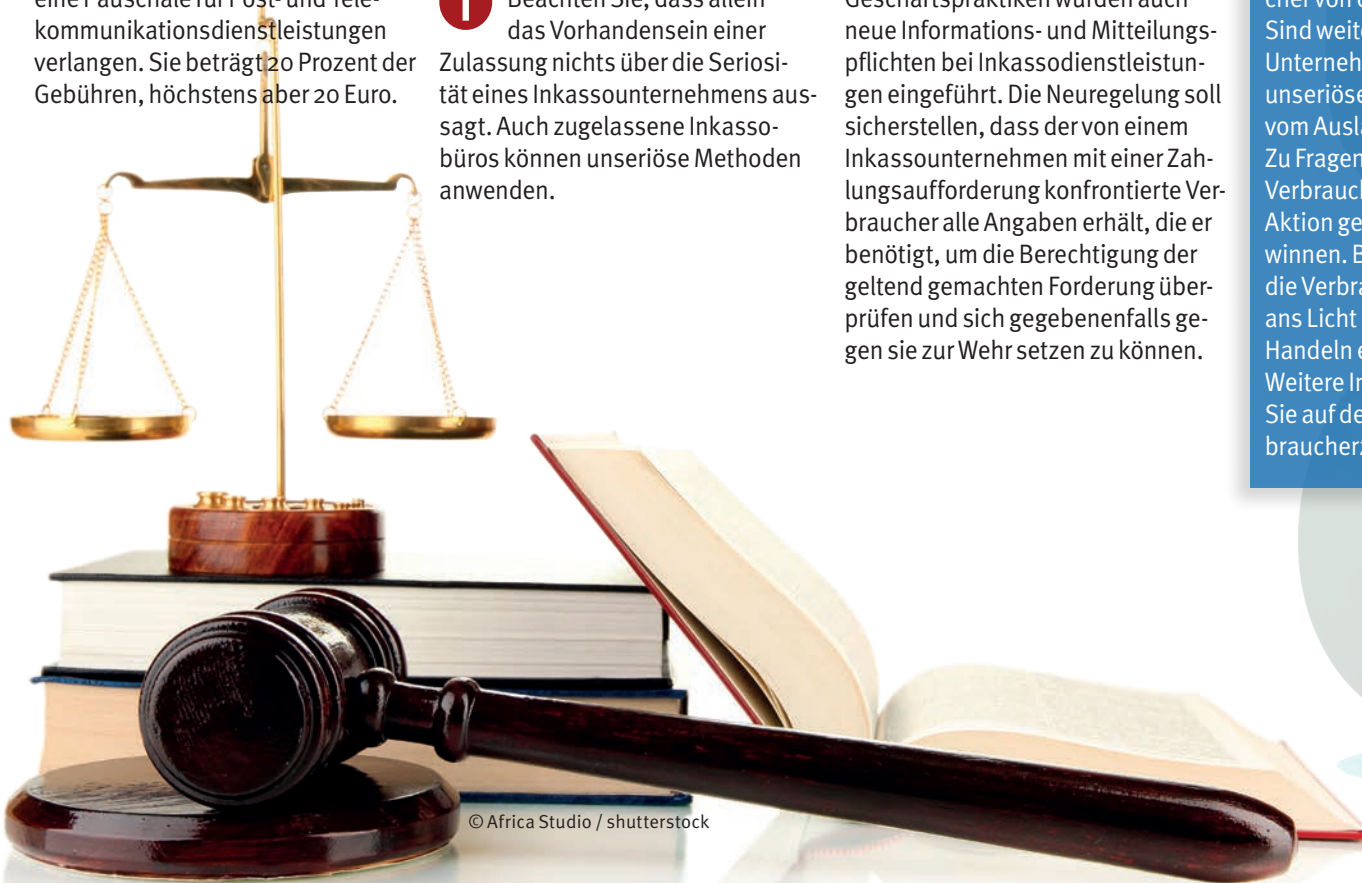 eine Pauschale für Post- und Tele-
kommunikationsdienstleistungen
verlangen. Sie beträgt 20 Prozent der
Gebühren, höchstens aber 20 Euro.
Beachten Sie, dass allein
das Vorhandensein einer
Zulassung nichts über die Seriosi-
tät eines Inkassounternehmens aus-
sagt. Auch zugelassene Inkasso-
büros können unseriöse Methoden
anwenden.
Geschäftspraktiken wurden auch
neue Informations- und Mitteilungs-
pflichten bei Inkassodienstleistun-
gen eingeführt. Die Neuregelung soll
sicherstellen, dass der von einem
Inkassounternehmen mit einer Zah-
lungsaufforderung konfrontierte Ver-
braucher alle Angaben erhält, die er
benötigt, um die Berechtigung der
geltend gemachten Forderung über-
prüfen und sich gegebenenfalls ge-
gen sie zur Wehr setzen zu können.
cher von
Sind weite
Unterneh
unseriöse
vom Ausl
Zu Fragen
Verbrauc
Aktion ge
winnen. B
die Verbra
ans Licht
Handeln e
Weitere In
Sie auf de
braucherz
© Africa Studio / shutterstock